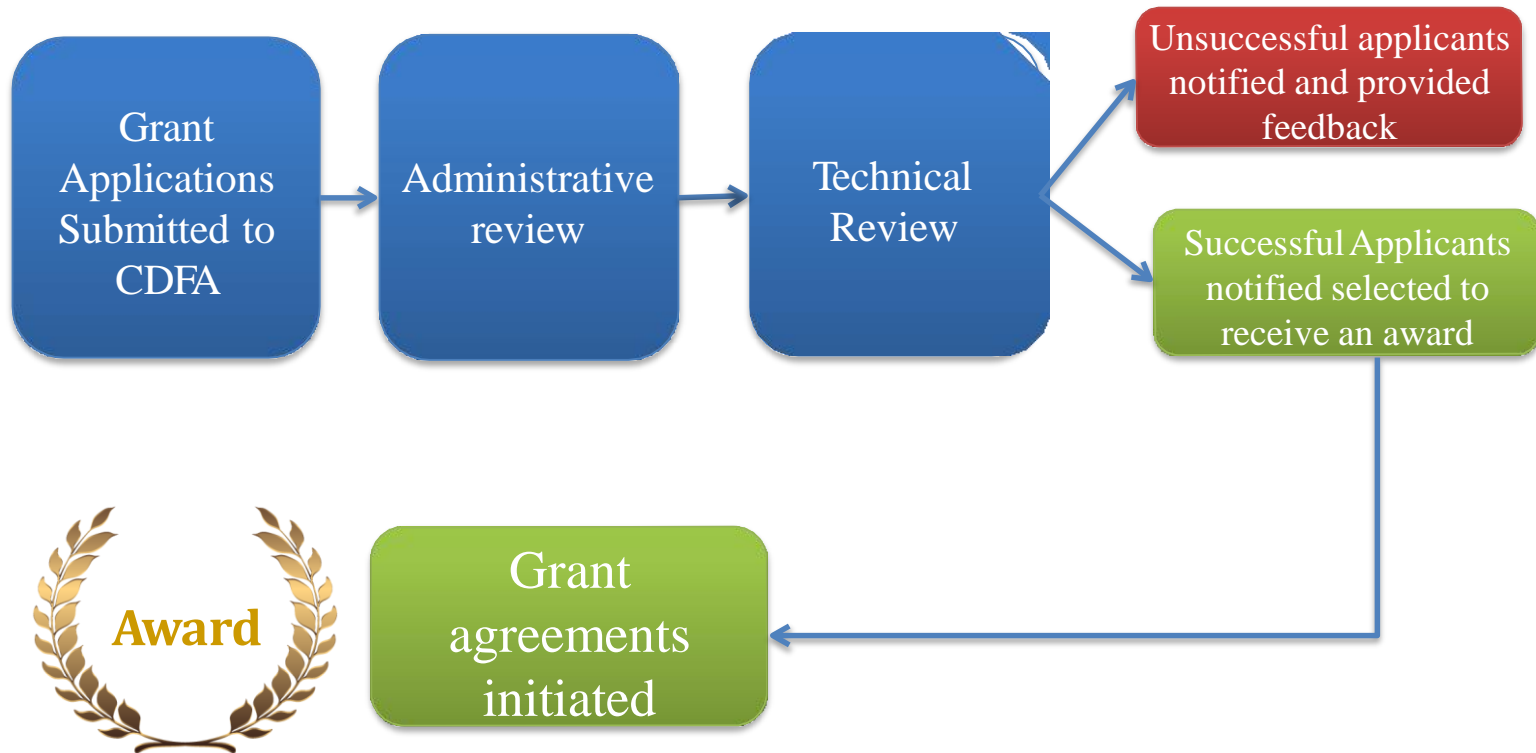 Grant
Applications
Submitted to
CDFA
Administrative
review
Technical
Review
Unsuccessful applicants
notified and provided
feedback
Successful Applicants
notified selected to
receive an award
Grant
agreements
initiated
Award